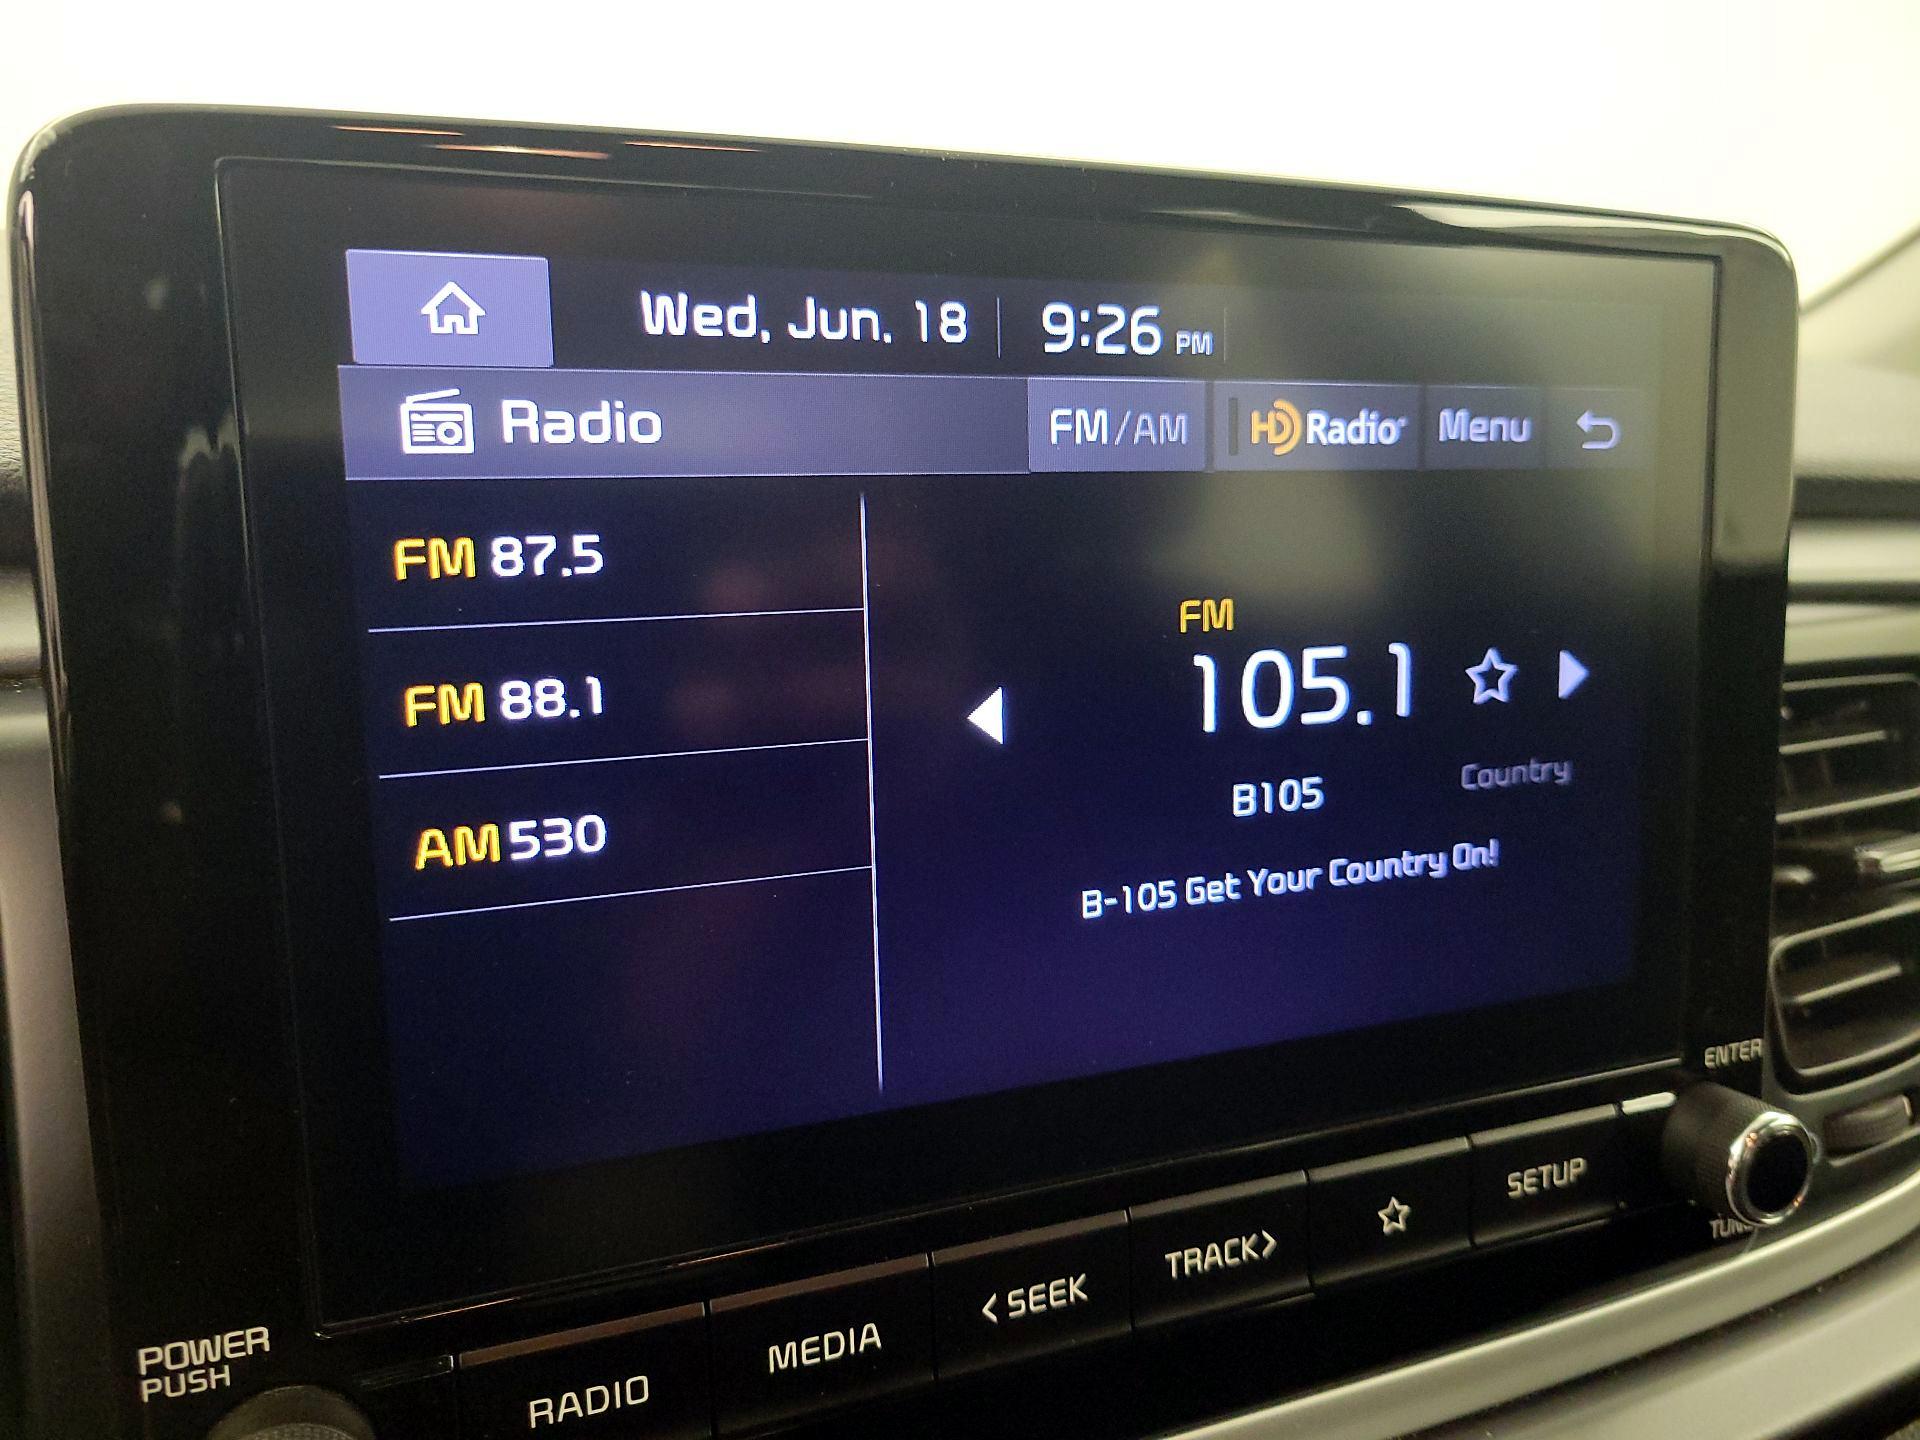 Wed, Jun. 18 9:26 PM
Radio FM/AM HD Radio Menu
FM 87.5
FM 88.1
AM 530
FM
105.1
B105 Country
B-105 Get Your Country On!
ENTER
TUNE
POWER
PUSH
RADIO MEDIA <SEEK TRACK> SETUP